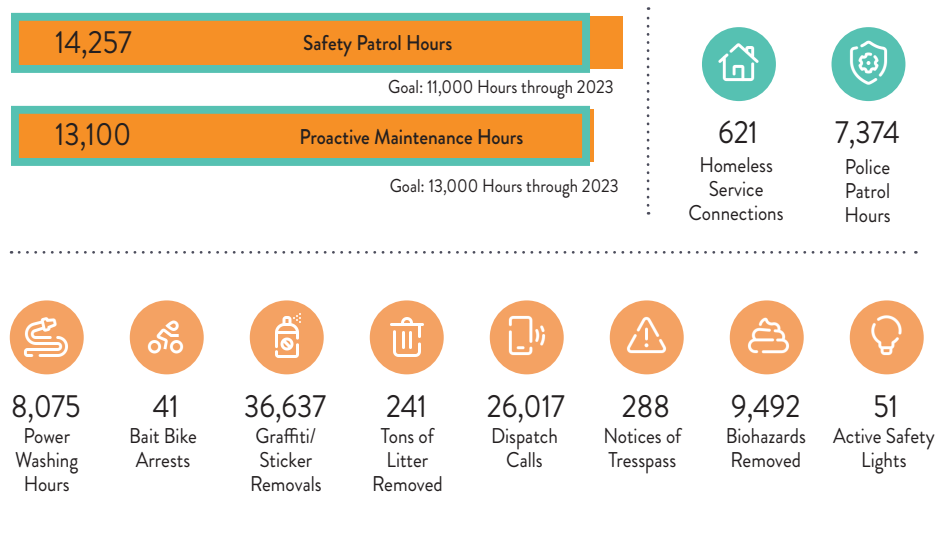 14,257 Safety Patrol Hours
Goal: 11,000 Hours through 2023
13,100 Proactive Maintenance Hours
Goal: 13,000 Hours through 2023
621
Homeless
Service
Connections
7,374
Police
Patrol
Hours
8,075
Power
Washing
Hours
41
Bait Bike
Arrests
36,637
Graffiti/
Sticker
Removals
241
Tons of
Litter
Removed
26,017
Dispatch
Calls
288
Notices of
Tresspass
9,492
Biohazards
Removed
51
Active Safety
Lights